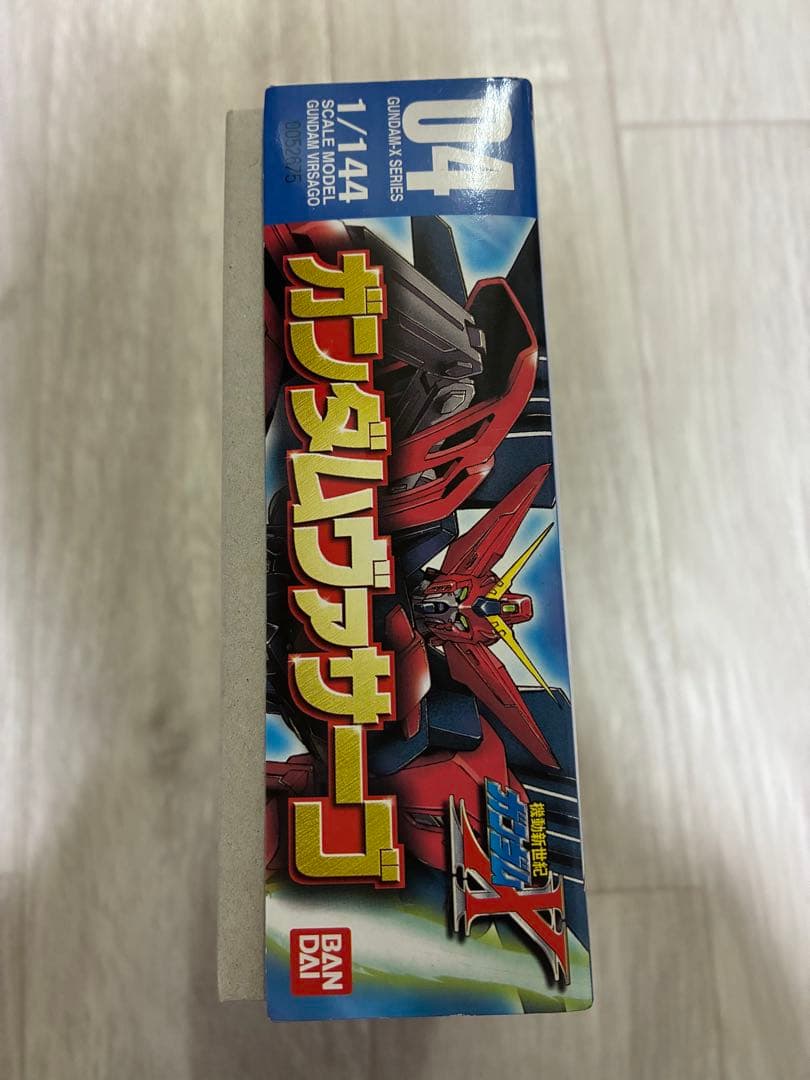 04
GUNDAM-X SERIES
1/144
SCALE MODEL
GUNDAM VIRSAGO
0052675
ガンダムヴァサーゴ
機動新世紀
ガンダム
X
BAN
DAI